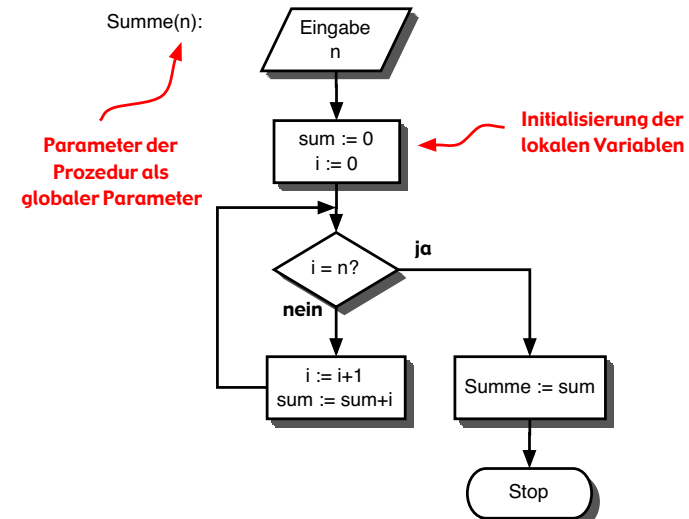 Summe(n):
Eingabe
n
Parameter der
Prozedur als
globaler Parameter
sum := 0
i := 0
Initialisierung der
lokalen Variablen
i = n?
ja
nein
i := i+1
sum := sum+i
Summe := sum
Stop